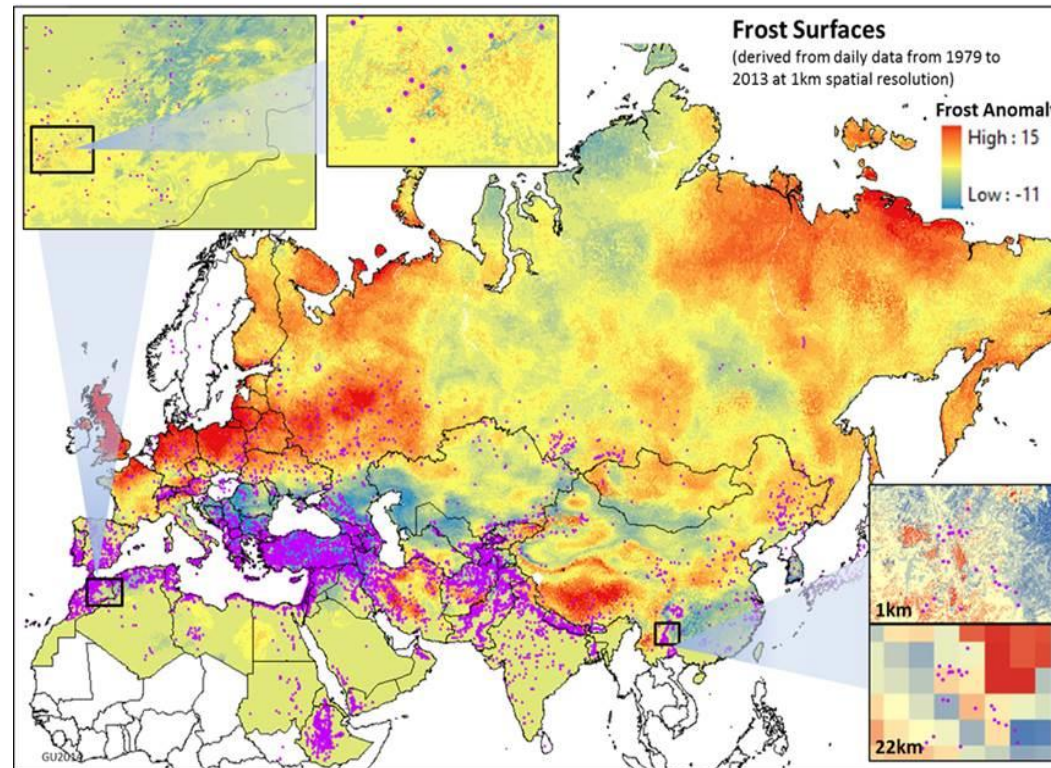 Frost Surfaces
(derived from daily data from 1979 to
2013 at 1km spatial resolution)
Frost Anomaly
High : 15
Low : -11
1km
22km